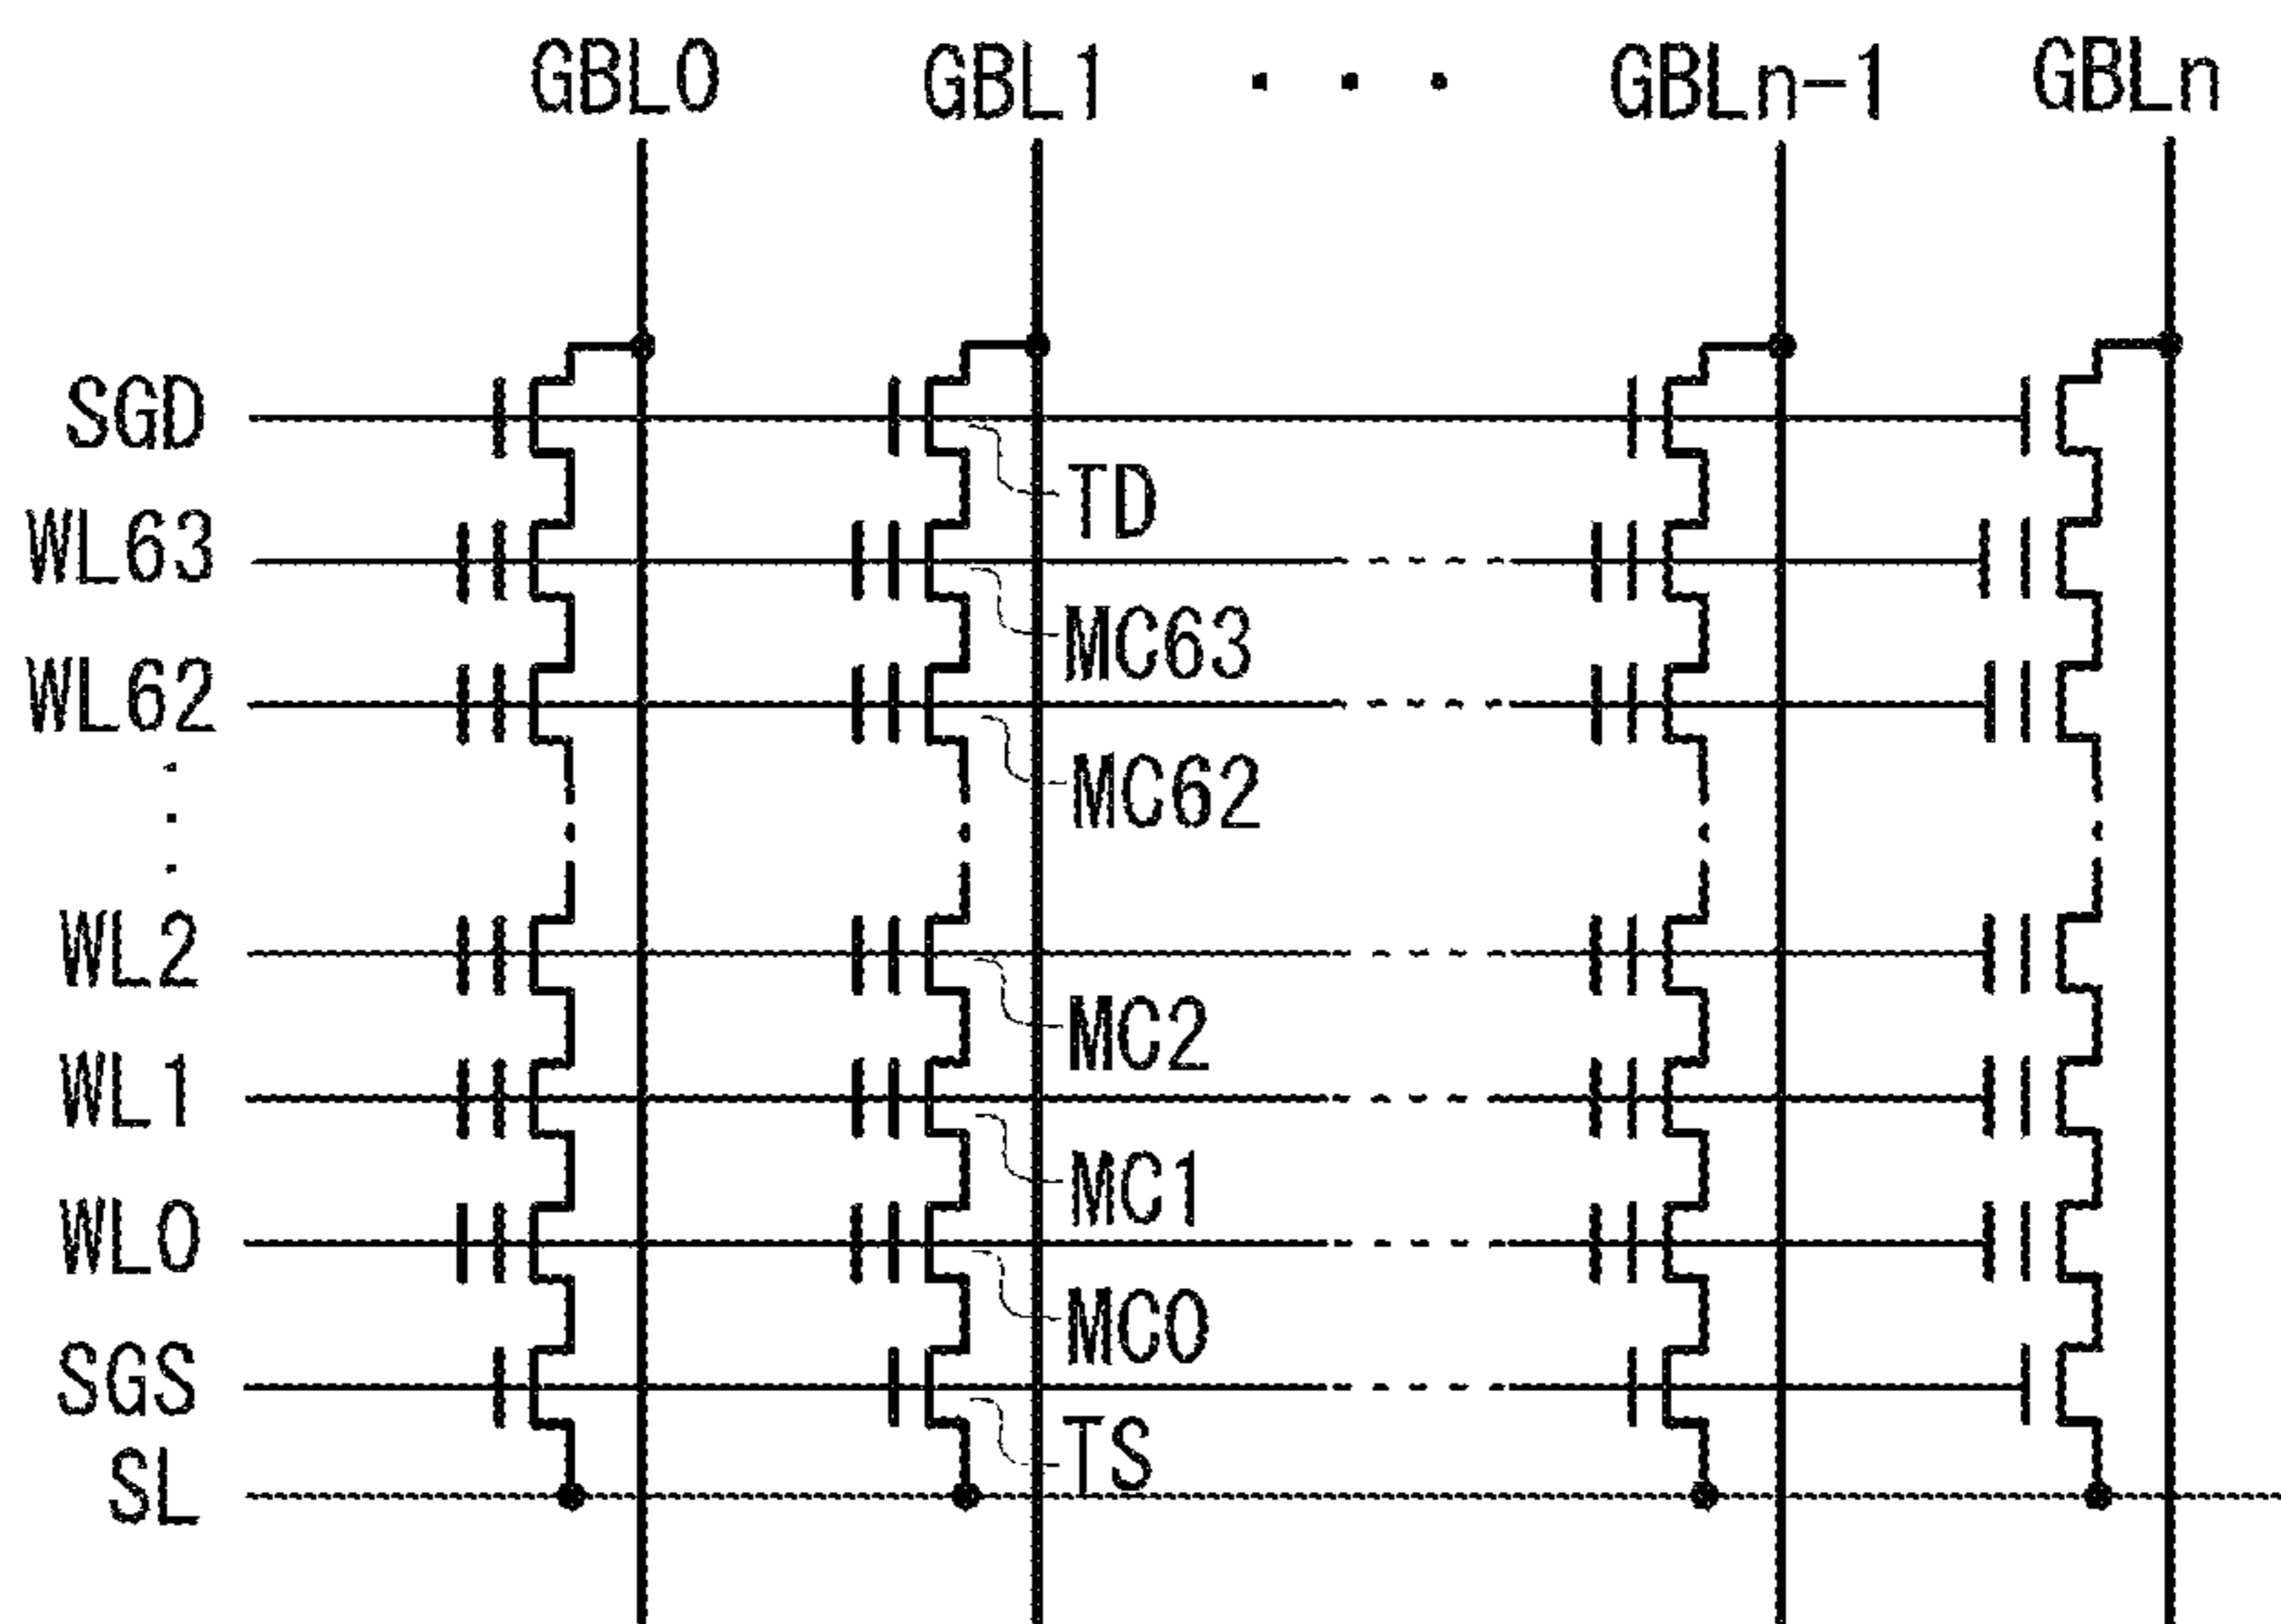 GBL0 GBL1 · · · GBLn-1 GBLn
SGD
TD
WL63
MC63
WL62
MC62
WL2
MC2
WL1
MC1
WL0
MC0
SGS
TS
SL